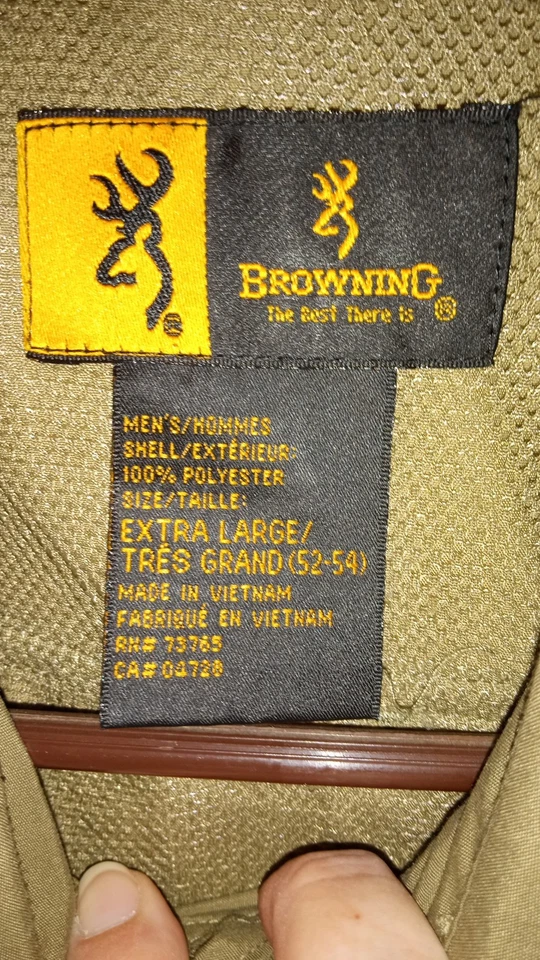 BROWNING
The Best There is ®
®
MEN'S/HOMMES
SHELL/EXTÉRIEUR:
100% POLYESTER
SIZE/TAILLE:
EXTRA LARGE/
TRÉS GRAND (52-54)
MADE IN VIETNAM
FABRIQUÉ EN VIETNAM
RN# 73765
CA# 04728